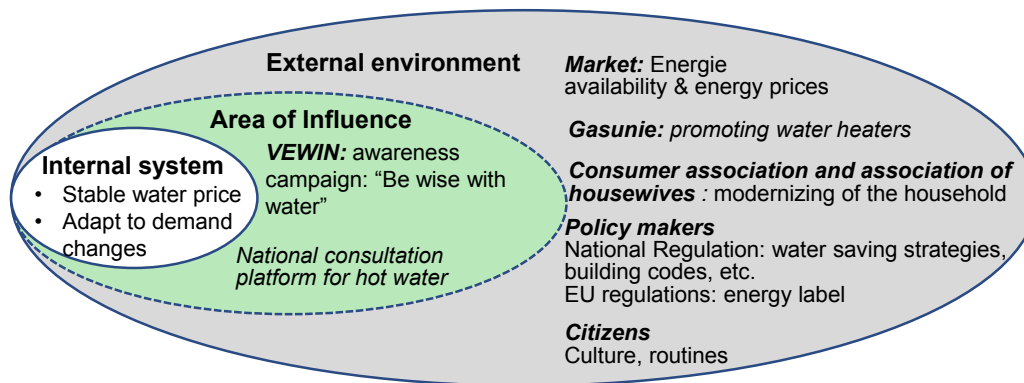 External environment
Area of Influence
VEWIN: awareness
campaign: “Be wise with
water”
National consultation
platform for hot water
Internal system
• Stable water price
• Adapt to demand
changes
Market: Energie
availability & energy prices
Gasunie: promoting water heaters
Consumer association and association of
housewives : modernizing of the household
Policy makers
National Regulation: water saving strategies,
building codes, etc.
EU regulations: energy label
Citizens
Culture, routines